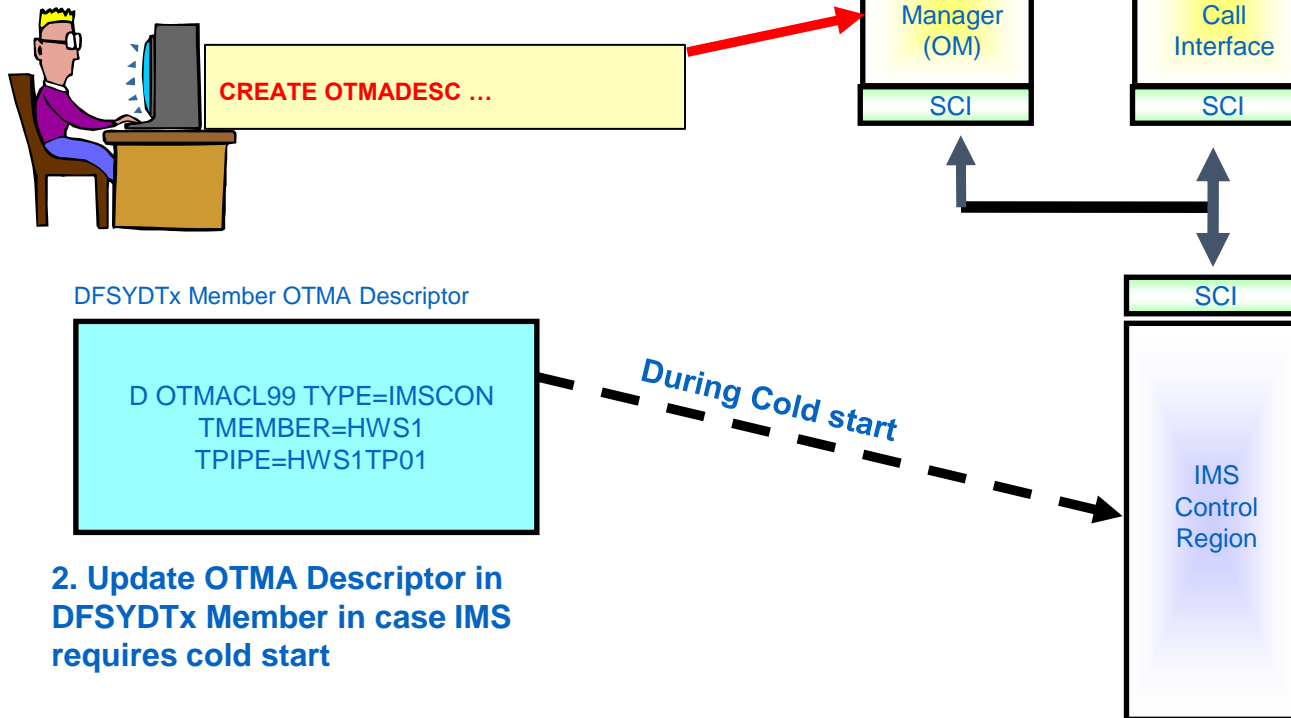 Manager
(OM)
SCI
Call
Interface
SCI
CREATE OTMADESC …
DFSYDTx Member OTMA Descriptor
D OTMACL99 TYPE=IMSCON
TMEMBER=HWS1
TPIPE=HWS1TP01
During Cold start
SCI
IMS
Control
Region
2. Update OTMA Descriptor in
DFSYDTx Member in case IMS
requires cold start